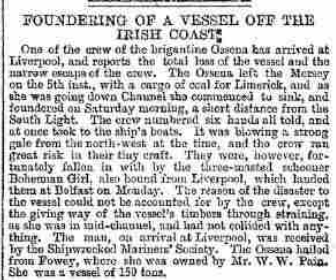 FOUNDERING OF A VESSEL OFF THE
IRISH COAST.
One of the crew of the brigantine Ossena has arrived at
Liverpool, and reports the total loss of the vessel and the
narrow escape of the crew. The Ossena left the Mersey
on the 5th inst., with a cargo of coal for Limerick, and as
she was going down Channel she commenced to sink, and
foundered on Saturday morning, a short distance from the
South Light. The crew numbered six hands all told, and
at once took to the ship's boats. It was blowing a strong
gale from the north-west at the time, and the crew ran
great risk in their tiny craft. They were, however, for-
tunately fallen in with by the three-masted schooner
Bohemian Girl, also bound from Liverpool, which landed
them at Belfast on Monday. The reason of the disaster to
the vessel could not be accounted for by the crew, except
the giving way of the vessel's timbers through straining,
as she was in mid-channel, and had not collided with any-
thing. The man, on arrival at Liverpool, was received
by the Shipwrecked Mariners' Society. The Ossena hailed
from Fowey, where she was owned by Mr. W. W. Pain.
She was a vessel of 150 tons.